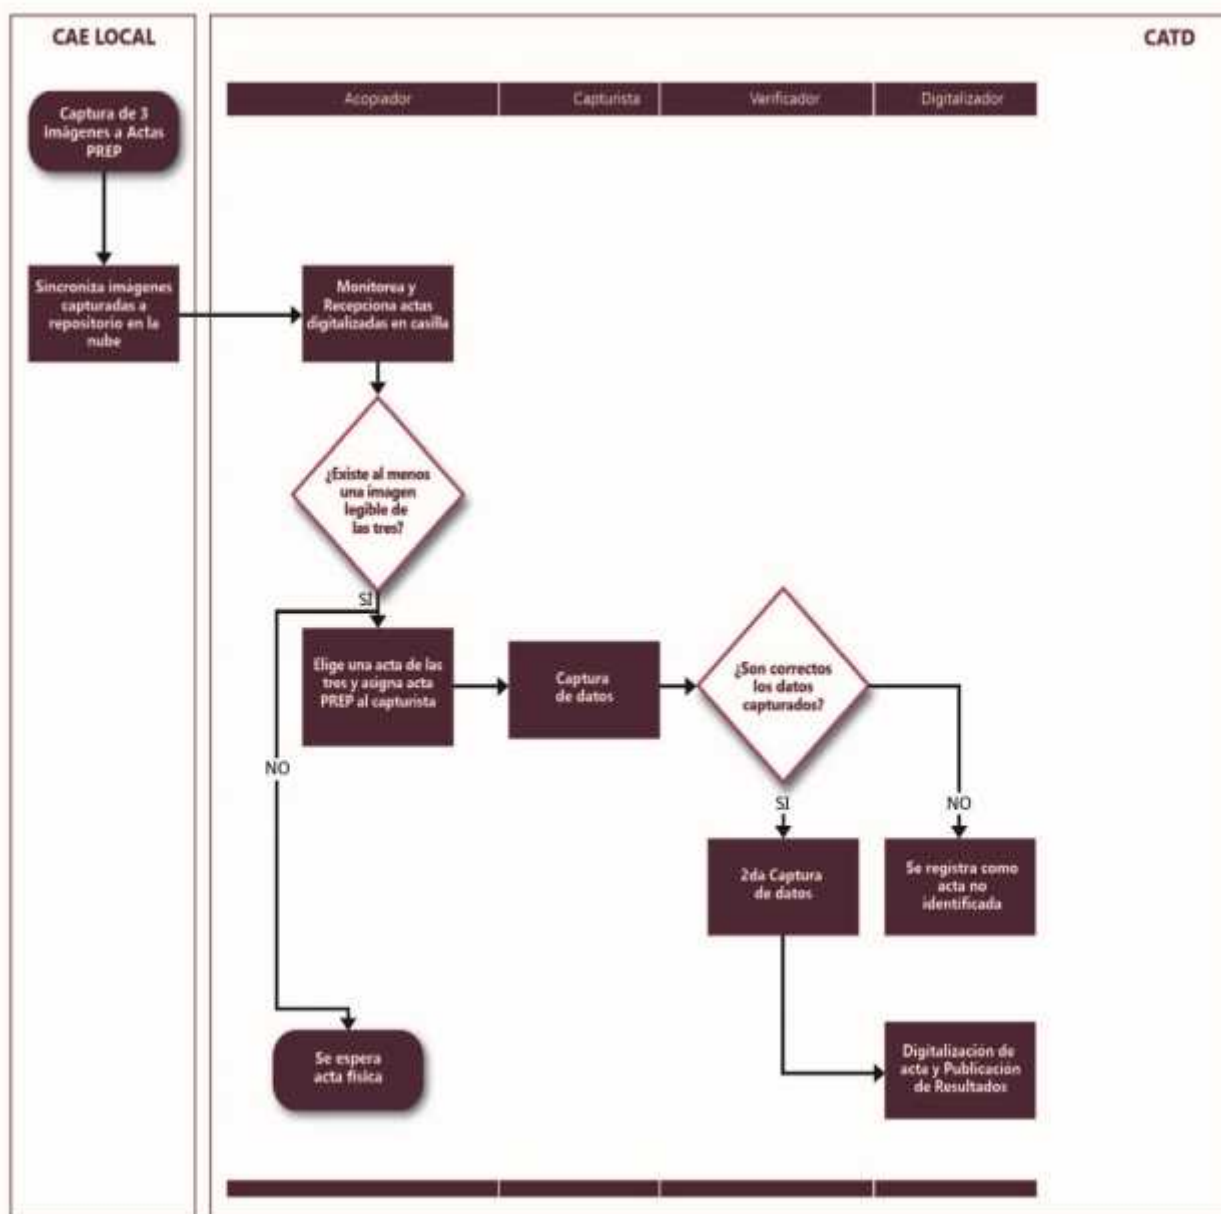 CAE LOCAL
CATD
Acopiador
Capturista
Verificador
Digitalizador
Captura de 3
imágenes a Actas
PREP
Sincroniza imágenes
capturadas a
repositorio en la
nube
Monitorea y
Recepciona actas
digitalizadas en casilla
¿Existe al menos
una imagen
legible de
las tres?
SI
Elige una acta de las
tres y asigna acta
PREP al capturista
Captura
de datos
¿Son correctos
los datos
capturados?
NO
SI
NO
2da Captura
de datos
Se registra como
acta no
identificada
Se espera
acta física
Digitalización de
acta y Publicación
de Resultados